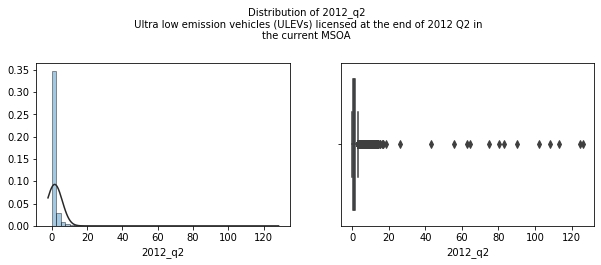 Distribution of 2012_q2
Ultra low emission vehicles (ULEVs) licensed at the end of 2012 Q2 in
the current MSOA
0.35
0.30
0.25
0.20
0.15
0.10
0.05
0.00
0 20 40 60 80 100 120
2012_q2
0 20 40 60 80 100 120
2012_q2